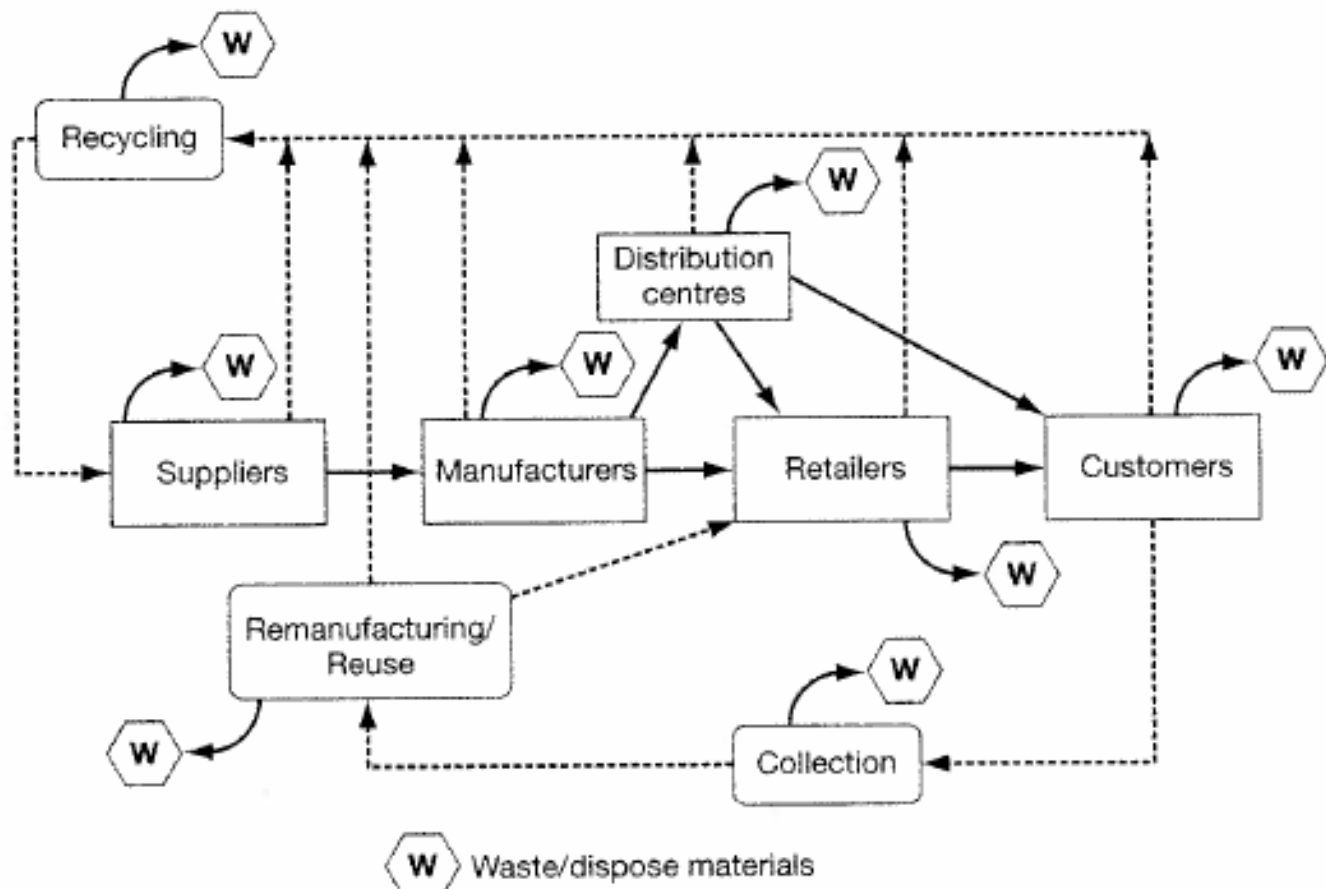 W
Recycling
W
Distribution
centres
W
W
W
Suppliers
Manufacturers
Retailers
Customers
W
Remanufacturing/
Reuse
W
W
Collection
W Waste/dispose materials